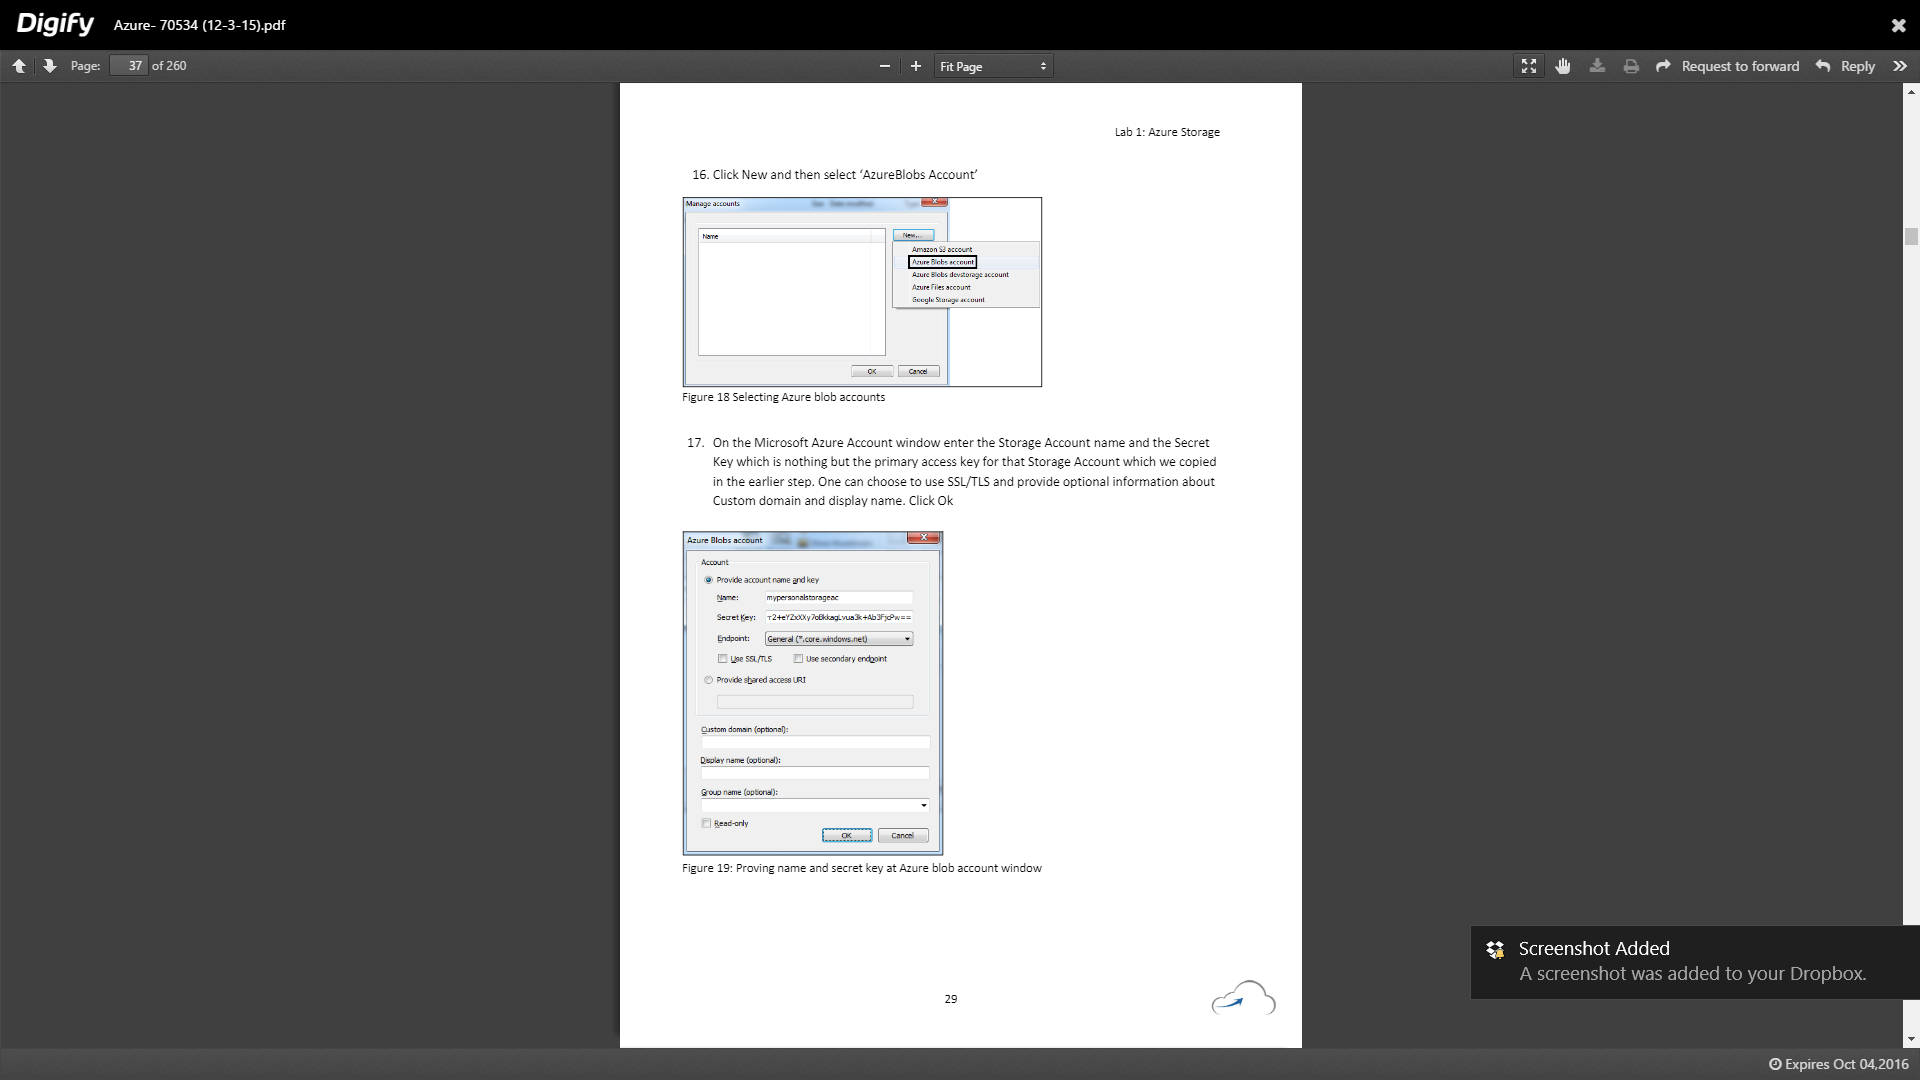 Digify Azure- 70534 (12-3-15).pdf
Page: 37 of 260 Fit Page Request to forward Reply
Lab 1: Azure Storage
16. Click New and then select ‘AzureBlobs Account’
Manage accounts
Name
New...
Amazon S3 account
Azure Blobs account
Azure Blobs devstorage account
Azure Files account
Google Storage account
OK Cancel
Figure 18 Selecting Azure blob accounts
17. On the Microsoft Azure Account window enter the Storage Account name and the Secret
Key which is nothing but the primary access key for that Storage Account which we copied
in the earlier step. One can choose to use SSL/TLS and provide optional information about
Custom domain and display name. Click Ok
Azure Blobs account
Account
Provide account name and key
Name: mypersonalstorageac
Secret Key:
Endpoint: General (*.core.windows.net)
Use SSL/TLS Use secondary endpoint
Provide shared access URI
Custom domain (optional):
Display name (optional):
Group name (optional):
Read-only
OK Cancel
Figure 19: Proving name and secret key at Azure blob account window
29
Screenshot Added
A screenshot was added to your Dropbox.
Expires Oct 04,2016